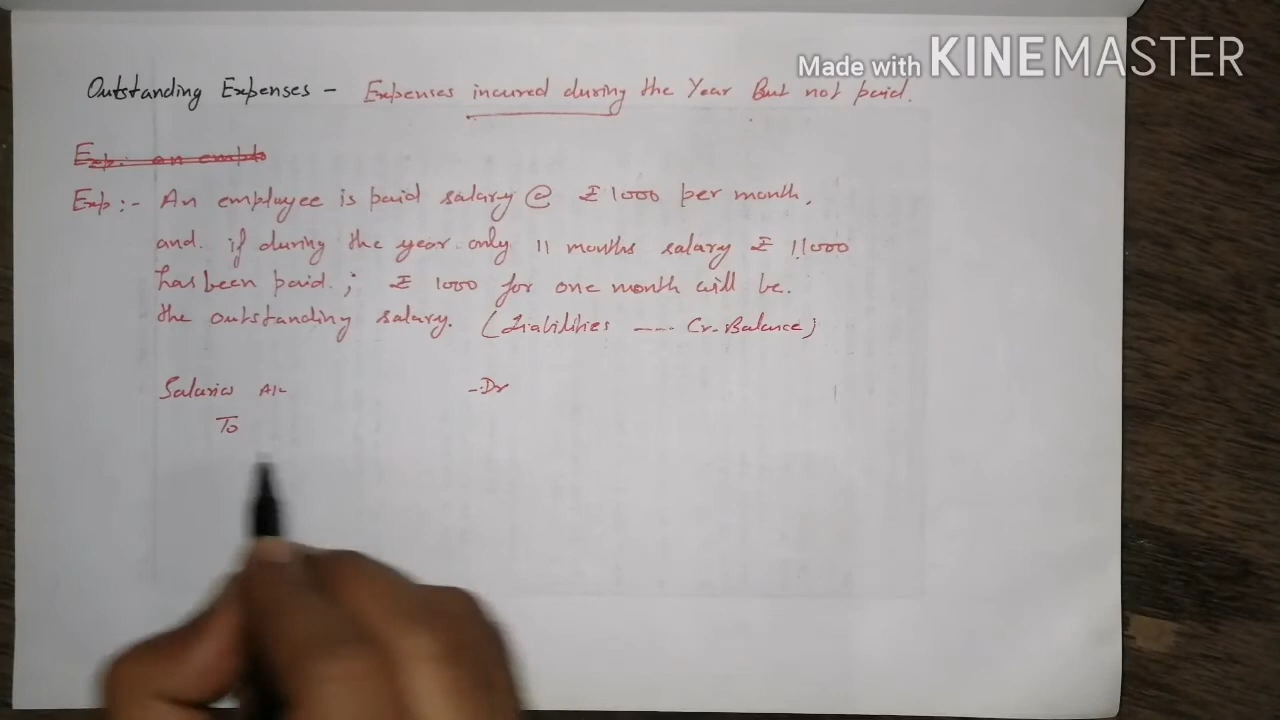 Made with KINEMASTER
Outstanding Expenses - Expenses incured during the Year But not paid.
Exp:- An employee is paid salary @ ₹ 1000 per month,
and. if during the year only 11 months salary ₹ 11000
has been paid. ; ₹ 1000 for one month will be.
the outstanding salary. (Liabilities ---- Cr. Balance)
Salaries A/c -Dr
To